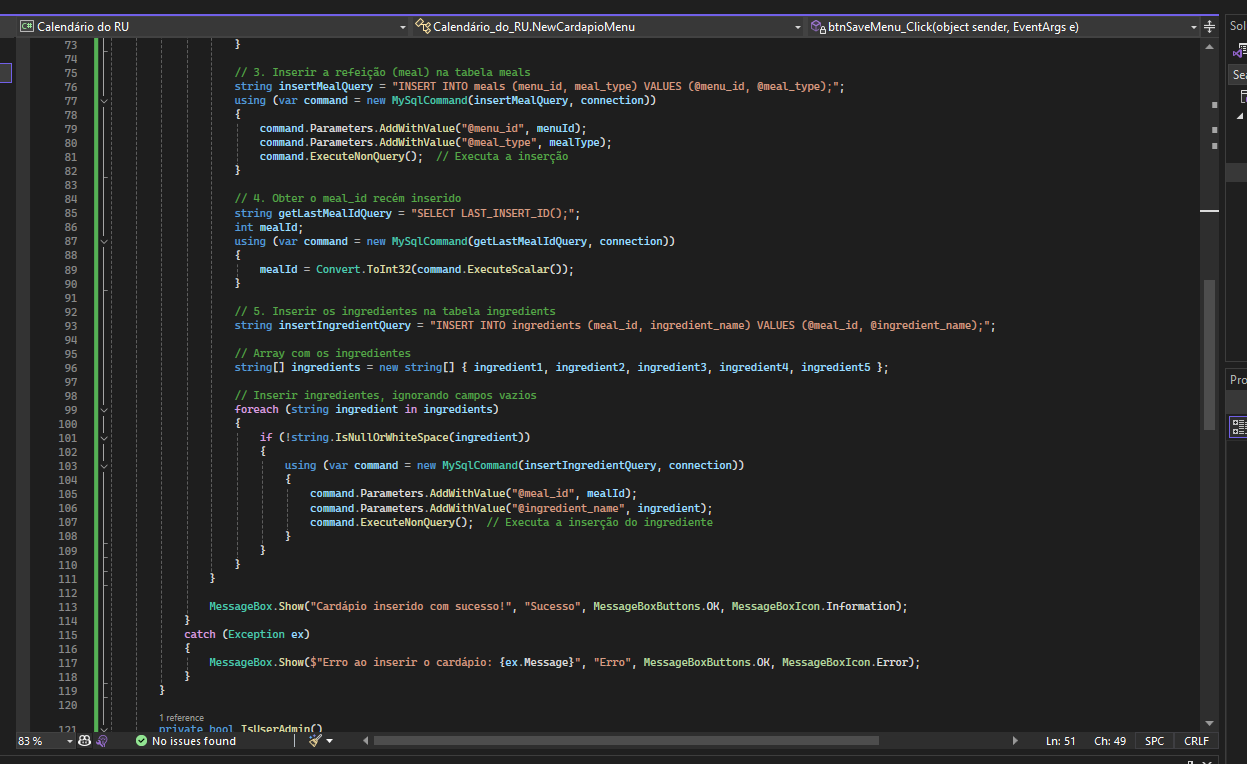 Calendário do RU
Calendário_do_RU.NewCardapioMenu
btnSaveMenu_Click(object sender, EventArgs e)
Sol
Sea
73 }
74
75 // 3. Inserir a refeição (meal) na tabela meals
76 string insertMealQuery = "INSERT INTO meals (menu_id, meal_type) VALUES (@menu_id, @meal_type);";
77 using (var command = new MySqlCommand(insertMealQuery, connection))
78 {
79 command.Parameters.AddWithValue("@menu_id", menuId);
80 command.Parameters.AddWithValue("@meal_type", mealType);
81 command.ExecuteNonQuery(); // Executa a inserção
82 }
83
84 // 4. Obter o meal_id recém inserido
85 string getLastMealIdQuery = "SELECT LAST_INSERT_ID();";
86 int mealId;
87 using (var command = new MySqlCommand(getLastMealIdQuery, connection))
88 {
89 mealId = Convert.ToInt32(command.ExecuteScalar());
90 }
91
92 // 5. Inserir os ingredientes na tabela ingredients
93 string insertIngredientQuery = "INSERT INTO ingredients (meal_id, ingredient_name) VALUES (@meal_id, @ingredient_name);";
94
95 // Array com os ingredientes
96 string[] ingredients = new string[] { ingredient1, ingredient2, ingredient3, ingredient4, ingredient5 };
97
98 // Inserir ingredientes, ignorando campos vazios
99 foreach (string ingredient in ingredients)
100 {
101 if (!string.IsNullOrWhiteSpace(ingredient))
102 {
103 using (var command = new MySqlCommand(insertIngredientQuery, connection))
104 {
105 command.Parameters.AddWithValue("@meal_id", mealId);
106 command.Parameters.AddWithValue("@ingredient_name", ingredient);
107 command.ExecuteNonQuery(); // Executa a inserção do ingrediente
108 }
109 }
110 }
111 }
112
113 MessageBox.Show("Cardápio inserido com sucesso!", "Sucesso", MessageBoxButtons.OK, MessageBoxIcon.Information);
114 }
115 catch (Exception ex)
116 {
117 MessageBox.Show($"Erro ao inserir o cardápio: {ex.Message}", "Erro", MessageBoxButtons.OK, MessageBoxIcon.Error);
118 }
119 }
120
1 reference
121 private bool IsUserAdmin()
Pro
83 %
No issues found
Ln: 51
Ch: 49
SPC
CRLF